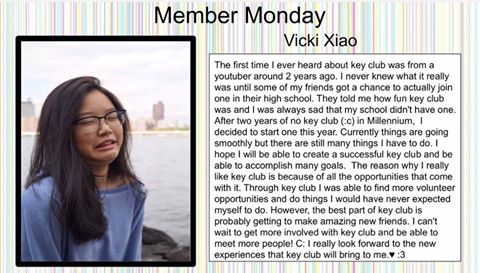 Member Monday
Vicki Xiao
The first time I ever heard about key club was from a
youtuber around 2 years ago. I never knew what it really
was until some of my friends got a chance to actually join
one in their high school. They told me how fun key club
was and I was always sad that my school didn't have one.
After two years of no key club (:c) in Millennium, I
decided to start one this year. Currently things are going
smoothly but there are still many things I have to do. I
hope I will be able to create a successful key club and be
able to accomplish many goals. The reason why I really
like key club is because of all the opportunities that come
with it. Through key club I was able to find more volunteer
opportunities and do things I would have never expected
myself to do. However, the best part of key club is
probably getting to make amazing new friends. I can't
wait to get more involved with key club and be able to
meet more people! C: I really look forward to the new
experiences that key club will bring to me.♥ :3